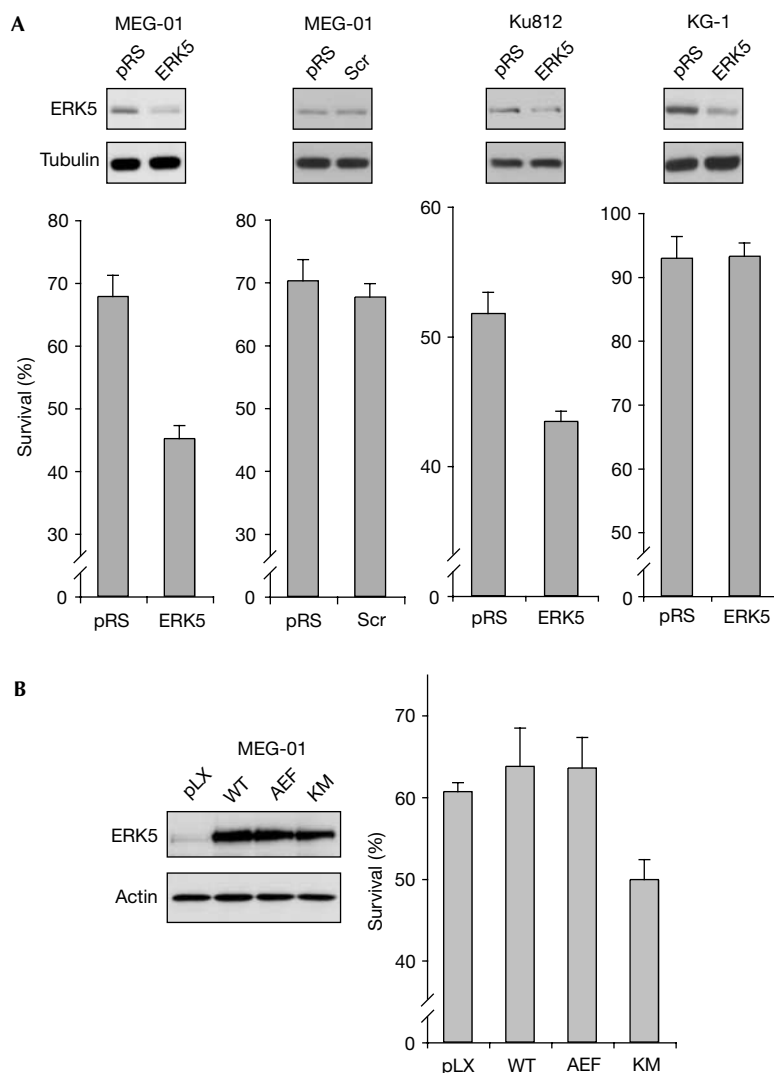 A
MEG-01 MEG-01 Ku812 KG-1
pRS ERK5 pRS Scr pRS ERK5 pRS ERK5
ERK5
Tubulin
Survival (%)
80
70
60
50
40
30
0
pRS ERK5
80
70
60
50
40
30
0
pRS Scr
60
50
40
0
pRS ERK5
100
90
80
70
60
50
0
pRS ERK5
B
MEG-01
pLX WT AEF KM
ERK5
Actin
Survival (%)
70
60
50
40
0
pLX WT AEF KM